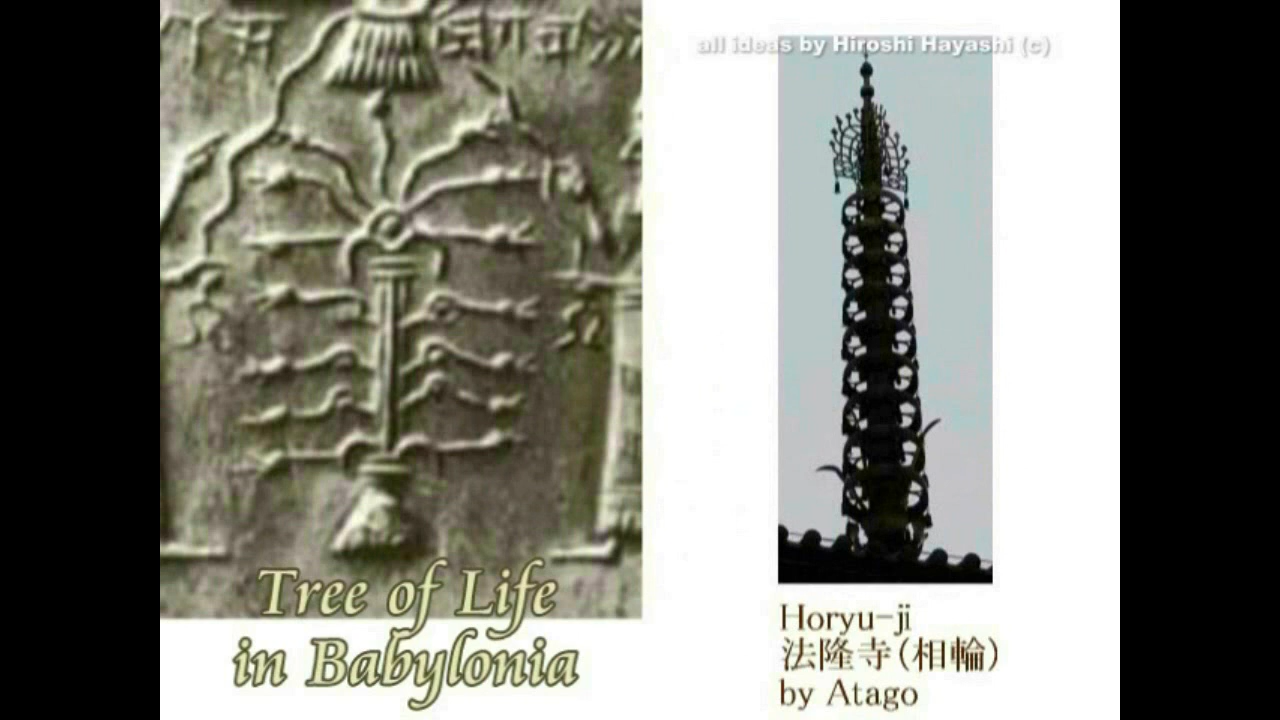 all ideas by Hiroshi Hayashi (c)
Tree of Life
in Babylonia
Horyu-ji
法隆寺(相輪)
by Atago